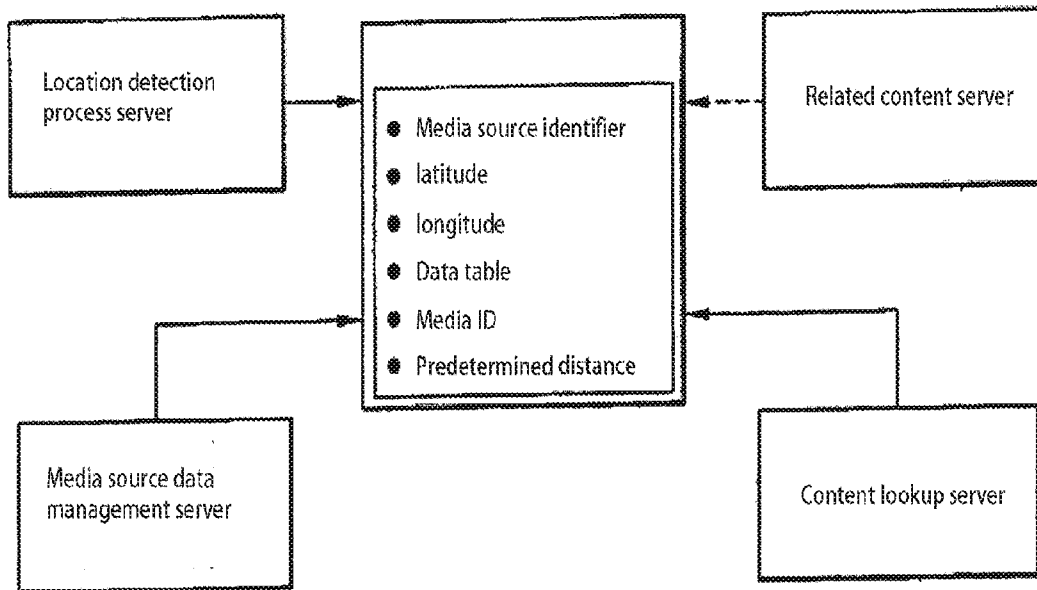 Location detection
process server
Related content server
● Media source identifier
● latitude
● longitude
● Data table
● Media ID
● Predetermined distance
Media source data
management server
Content lookup server